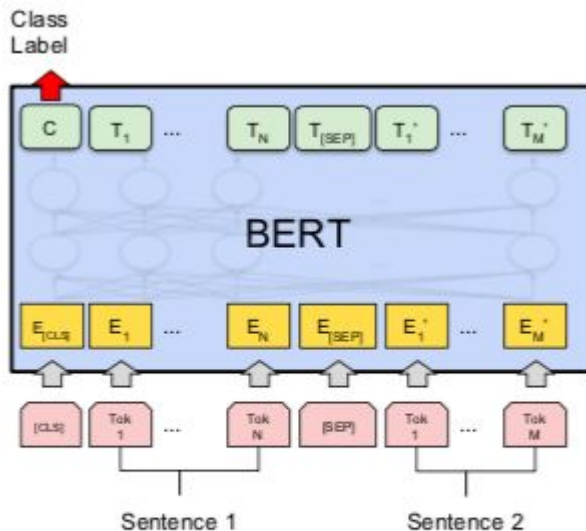 Class
Label
C T1 ... TN T[SEP] T1' ... TM'
BERT
E[CLS] E1 ... EN E[SEP] E1' ... EM'
[CLS] Tok 1 ... Tok N [SEP] Tok 1 ... Tok M
Sentence 1 Sentence 2